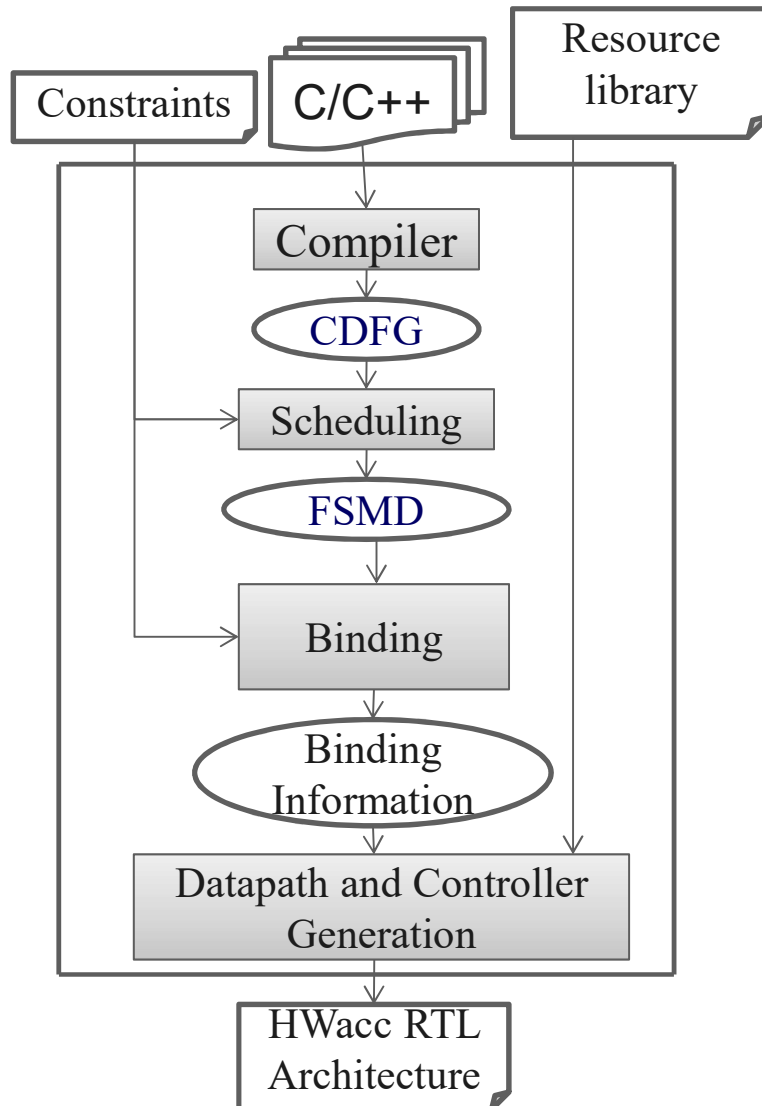 Constraints
C/C++
Resource
library
Compiler
CDFG
Scheduling
FSMD
Binding
Binding
Information
Datapath and Controller
Generation
HWacc RTL
Architecture